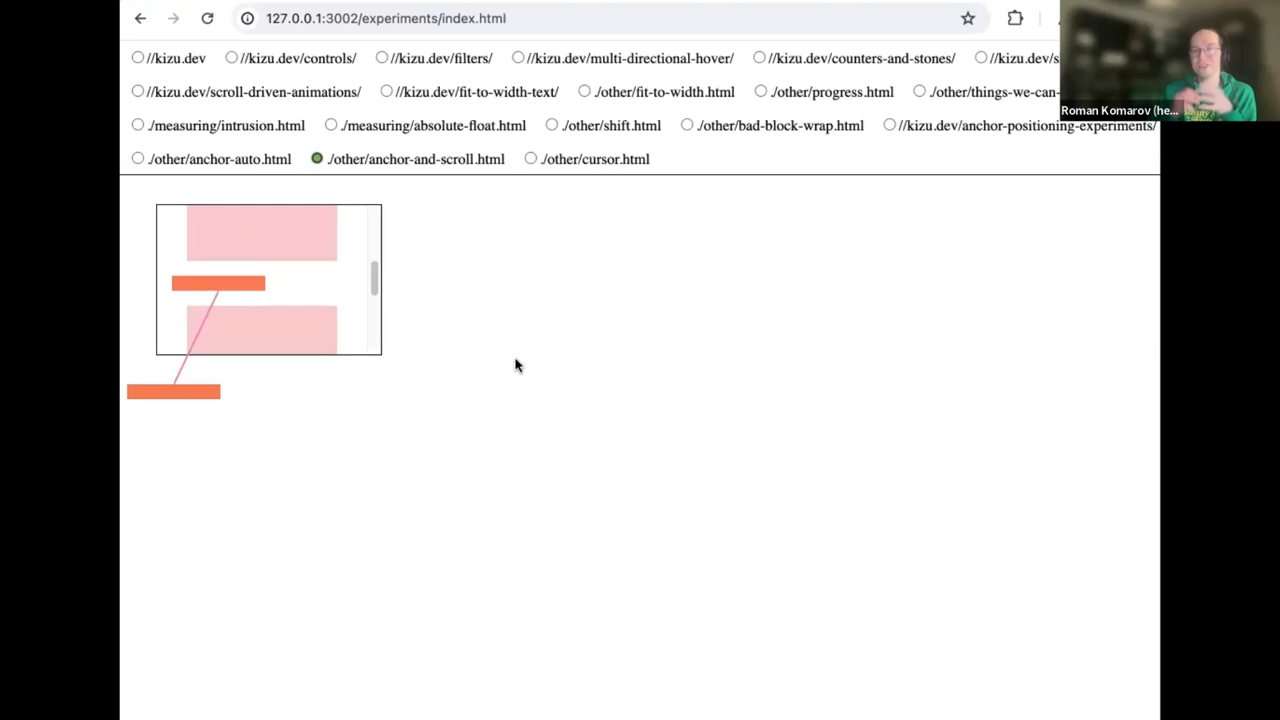 127.0.0.1:3002/experiments/index.html
//kizu.dev //kizu.dev/controls/ //kizu.dev/filters/ //kizu.dev/multi-directional-hover/ //kizu.dev/counters-and-stones/ //kizu.dev/s
//kizu.dev/scroll-driven-animations/ //kizu.dev/fit-to-width-text/ ./other/fit-to-width.html ./other/progress.html ./other/things-we-can-
Roman Komarov (he...
./measuring/intrusion.html ./measuring/absolute-float.html ./other/shift.html ./other/bad-block-wrap.html //kizu.dev/anchor-positioning-experiments/
./other/anchor-auto.html ./other/anchor-and-scroll.html ./other/cursor.html